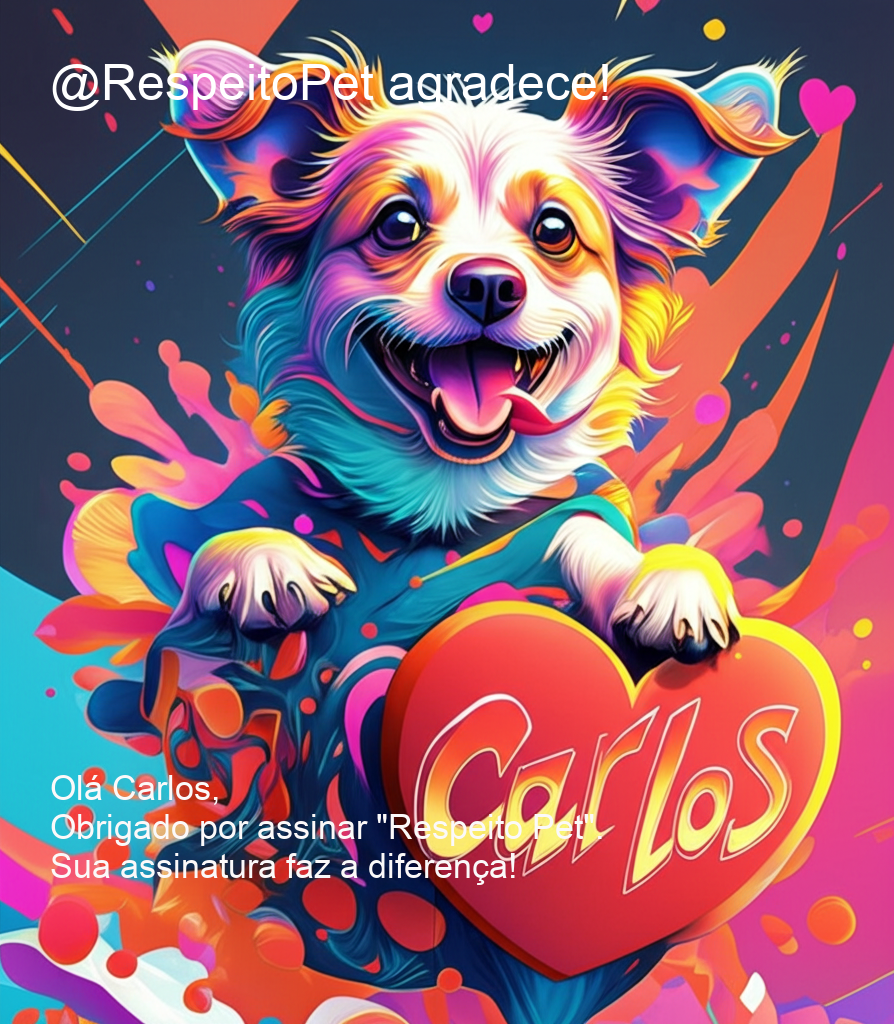 @RespeitoPet agradece!
Carlos
Olá Carlos,
Obrigado por assinar "Respeito Pet".
Sua assinatura faz a diferença!